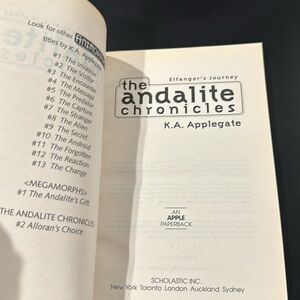 Look for other ANIMORPHS
titles by K.A. Applegate
#1 The Invasion
#2 The Visitor
#3 The Encounter
#4 The Message
#5 The Predator
#6 The Capture
#7 The Stranger
#8 The Alien
#9 The Secret
#10 The Android
#11 The Forgotten
#12 The Reaction
#13 The Change
<MEGAMORPHS>
#1 The Andalite's Gift
THE ANDALITE CHRONICLES
#2 Alloran's Choice
Elfangor's Journey
the
andalite
chronicles
K.A. Applegate
AN
APPLE
PAPERBACK
SCHOLASTIC INC.
New York Toronto London Auckland Sydney